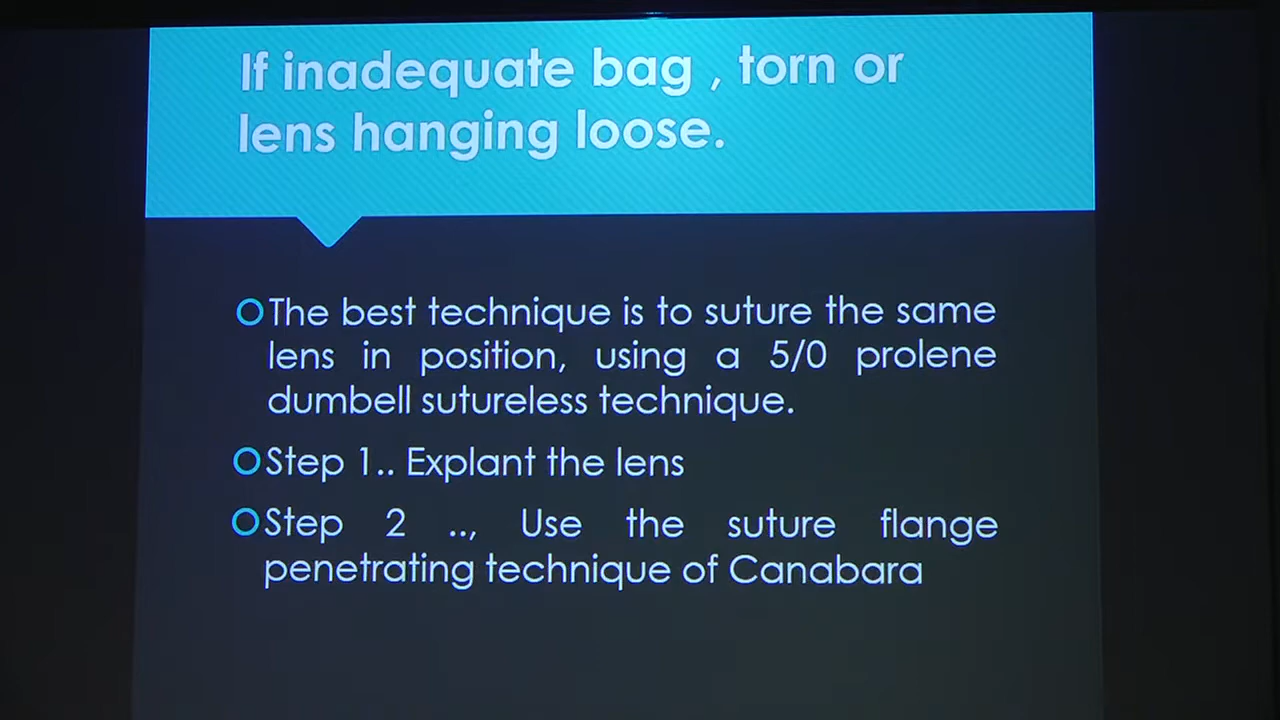 If inadequate bag , torn or
lens hanging loose.
The best technique is to suture the same
lens in position, using a 5/0 prolene
dumbell sutureless technique.
Step 1.. Explant the lens
Step 2 .., Use the suture flange
penetrating technique of Canabara